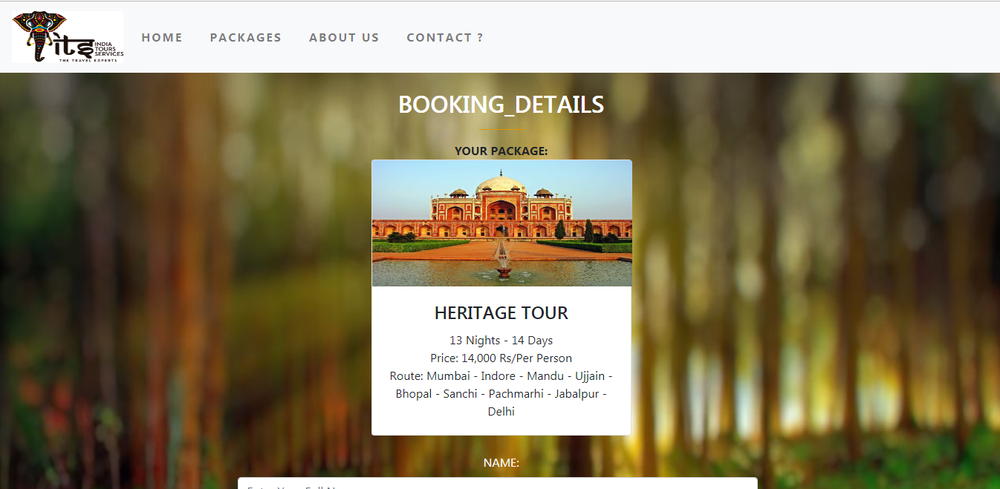 its
INDIA
TOURS
SERVICES
THE TRAVEL EXPERTS
HOME PACKAGES ABOUT US CONTACT ?
BOOKING_DETAILS
YOUR PACKAGE:
HERITAGE TOUR
13 Nights - 14 Days
Price: 14,000 Rs/Per Person
Route: Mumbai - Indore - Mandu - Ujjain -
Bhopal - Sanchi - Pachmarhi - Jabalpur -
Delhi
NAME: